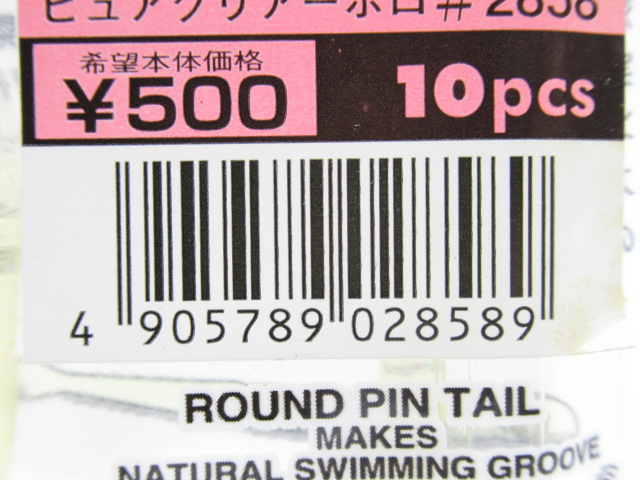 ピュアクリアーホロ#2858
希望本体価格
¥500
10pcs
4 905789 028589
ROUND PIN TAIL
MAKES
NATURAL SWIMMING GROOVE